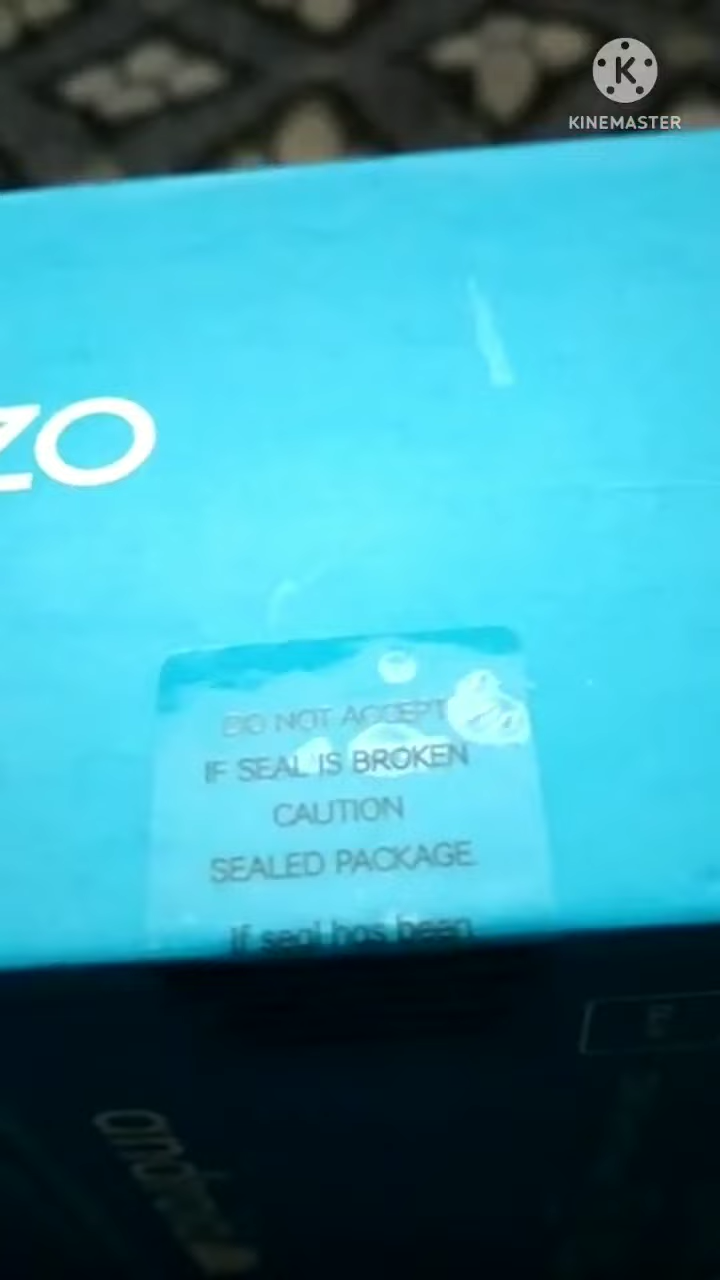 KINEMASTER
ZO
DO NOT ACCEPT
IF SEAL IS BROKEN
CAUTION
SEALED PACKAGE
If seal has been